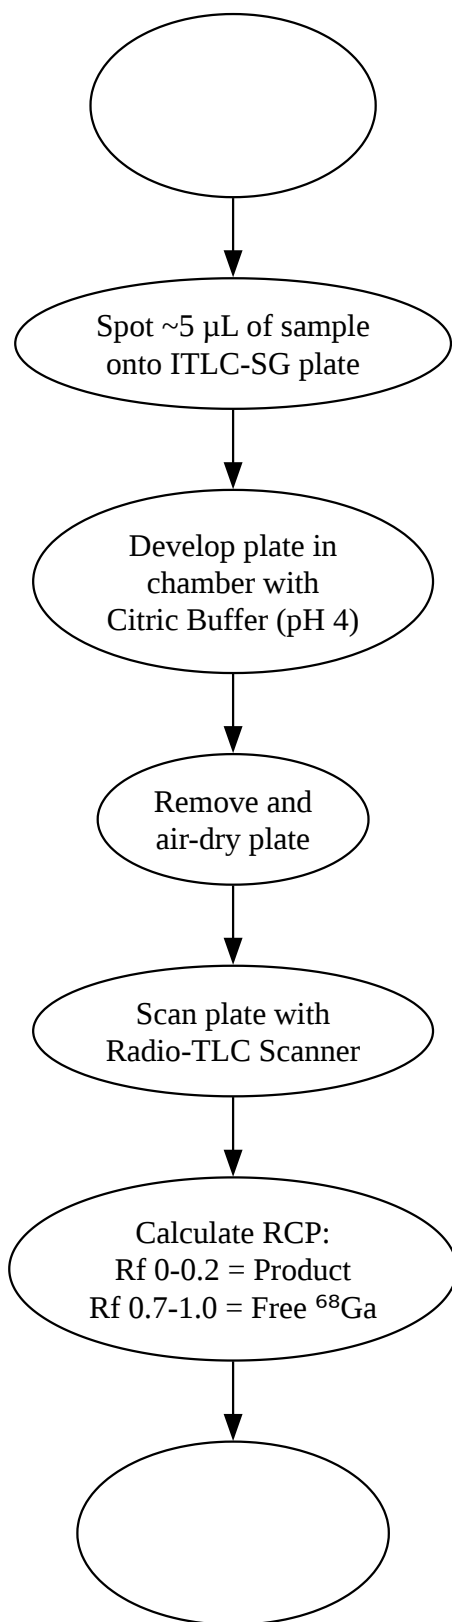 Spot ~5 µL of sample
onto ITLC-SG plate
Develop plate in
chamber with
Citric Buffer (pH 4)
Remove and
air-dry plate
Scan plate with
Radio-TLC Scanner
Calculate RCP:
Rf 0-0.2 = Product
Rf 0.7-1.0 = Free ⁶⁸Ga